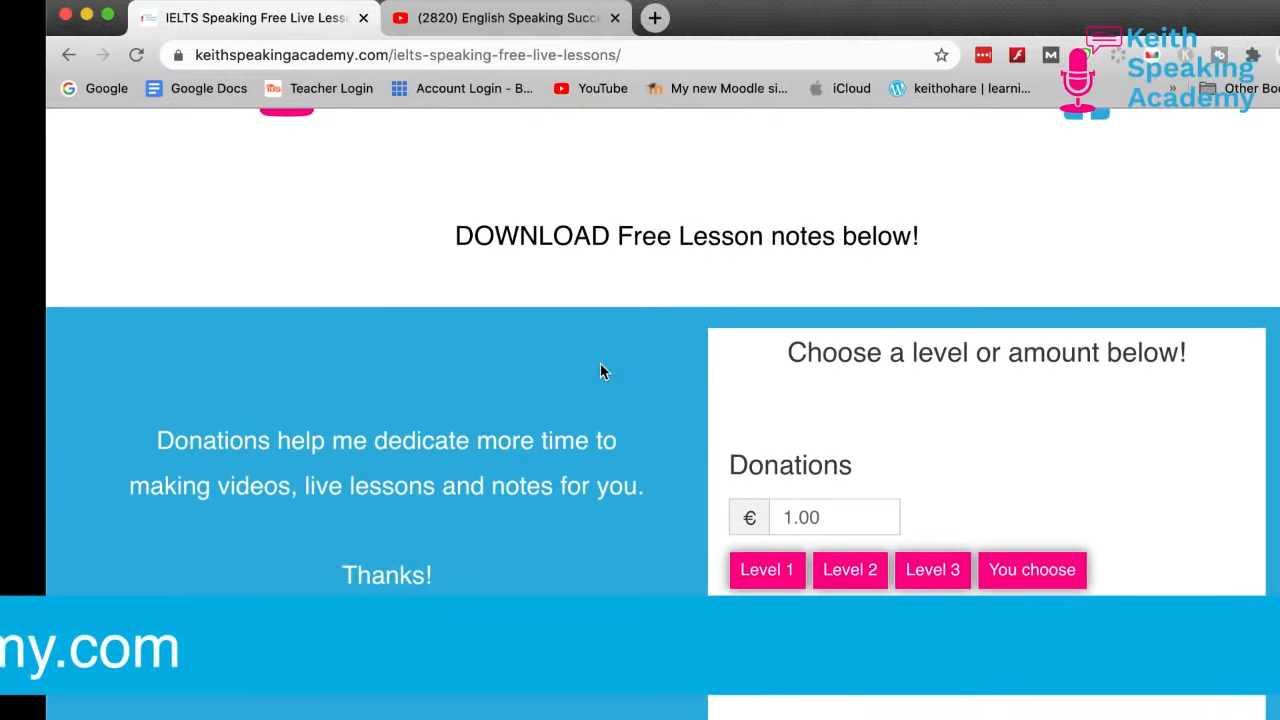 IELTS Speaking Free Live Less
(2820) English Speaking Succ
keithspeakingacademy.com/ielts-speaking-free-live-lessons/
Google
Google Docs
Teacher Login
Account Login - B...
YouTube
My new Moodle si...
iCloud
keithohare | learni...
»
Other Boo
Keith
Speaking
Academy
DOWNLOAD Free Lesson notes below!
Donations help me dedicate more time to
making videos, live lessons and notes for you.
Thanks!
Choose a level or amount below!
Donations
€ 1.00
Level 1 Level 2 Level 3 You choose
my.com